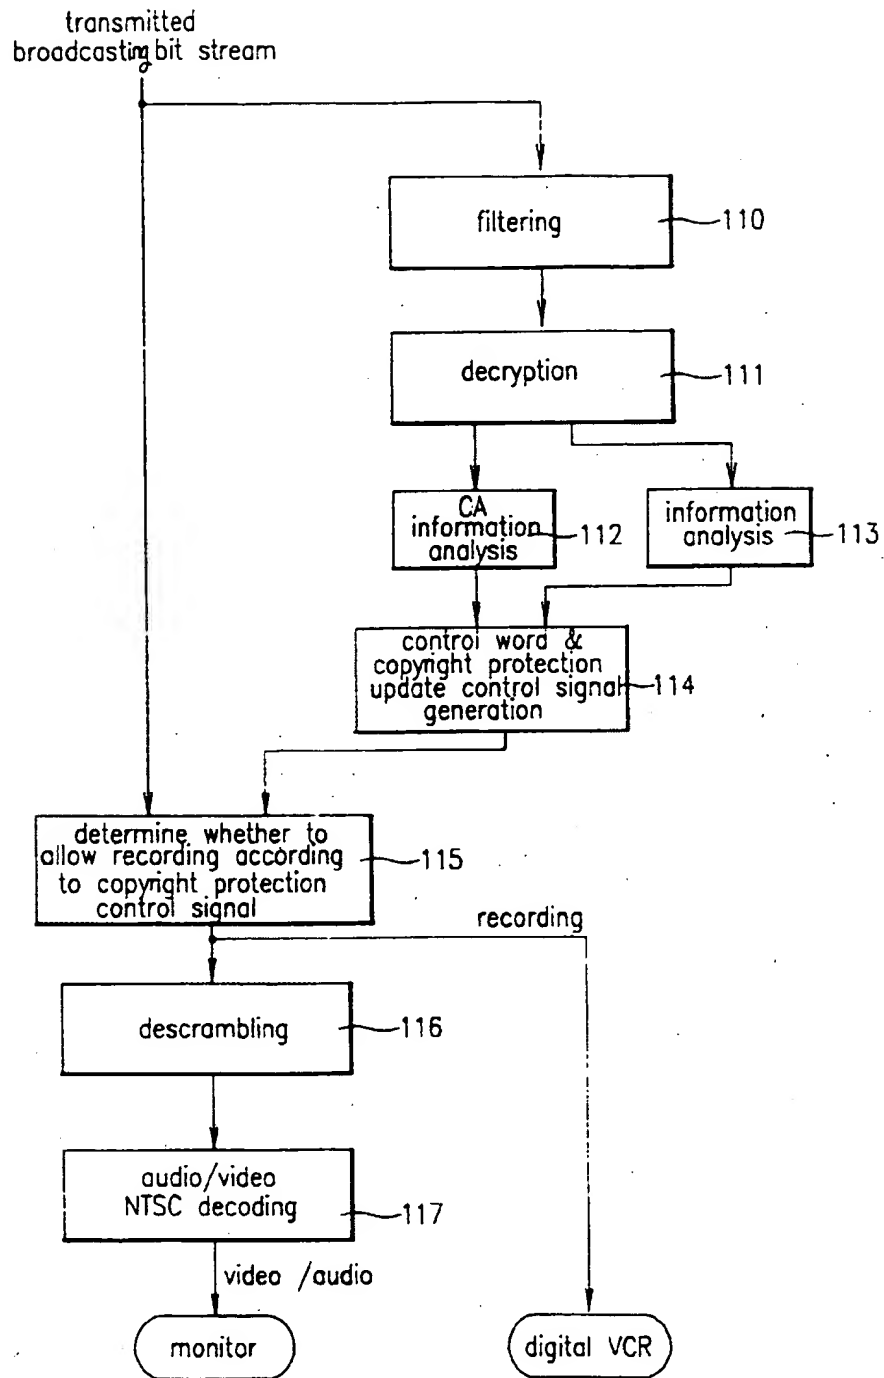 transmitted
broadcasting bit stream
filtering
110
decryption
111
CA
information
analysis
112
information
analysis
113
control word &
copyright protection
update control signal
generation
114
determine whether to
allow recording according
to copyright protection
control signal
115
recording
descrambling
116
audio/video
NTSC decoding
117
video /audio
monitor
digital VCR